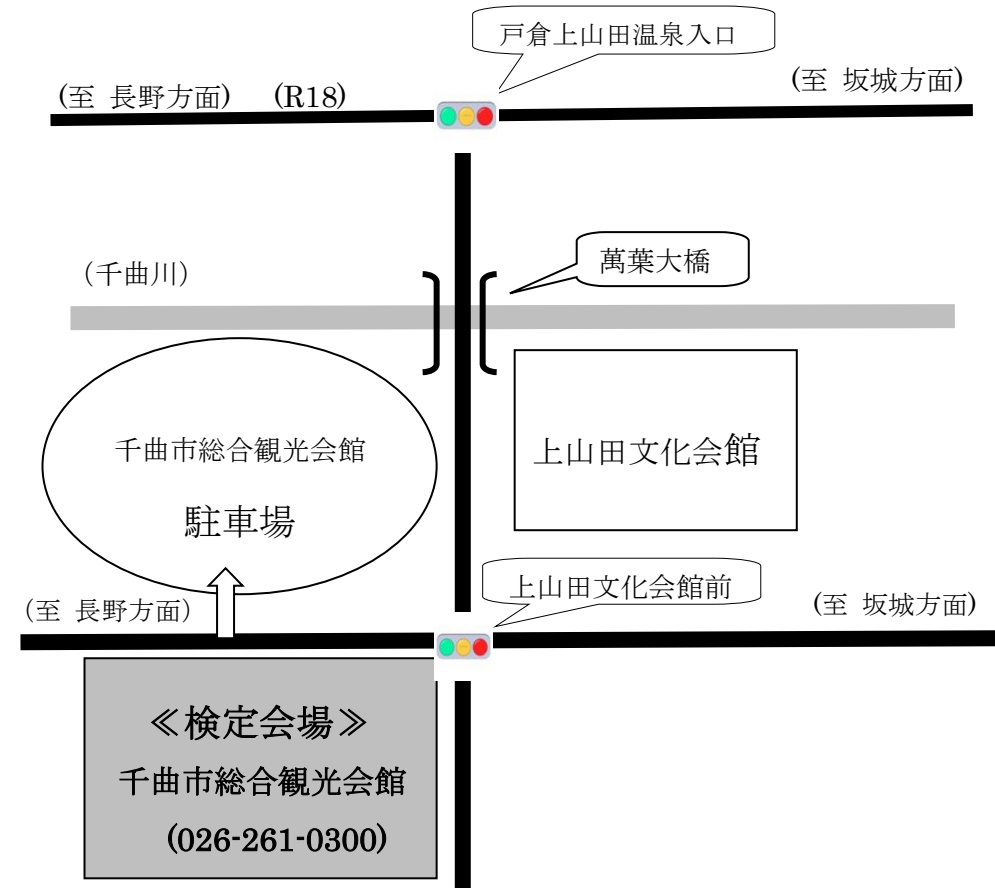 戸倉上山田温泉入口
(至 長野方面) (R18)
(至 坂城方面)
(千曲川)
萬葉大橋
千曲市総合観光会館
駐車場
上山田文化会館
上山田文化会館前
(至 長野方面)
(至 坂城方面)
≪検定会場≫
千曲市総合観光会館
(026-261-0300)